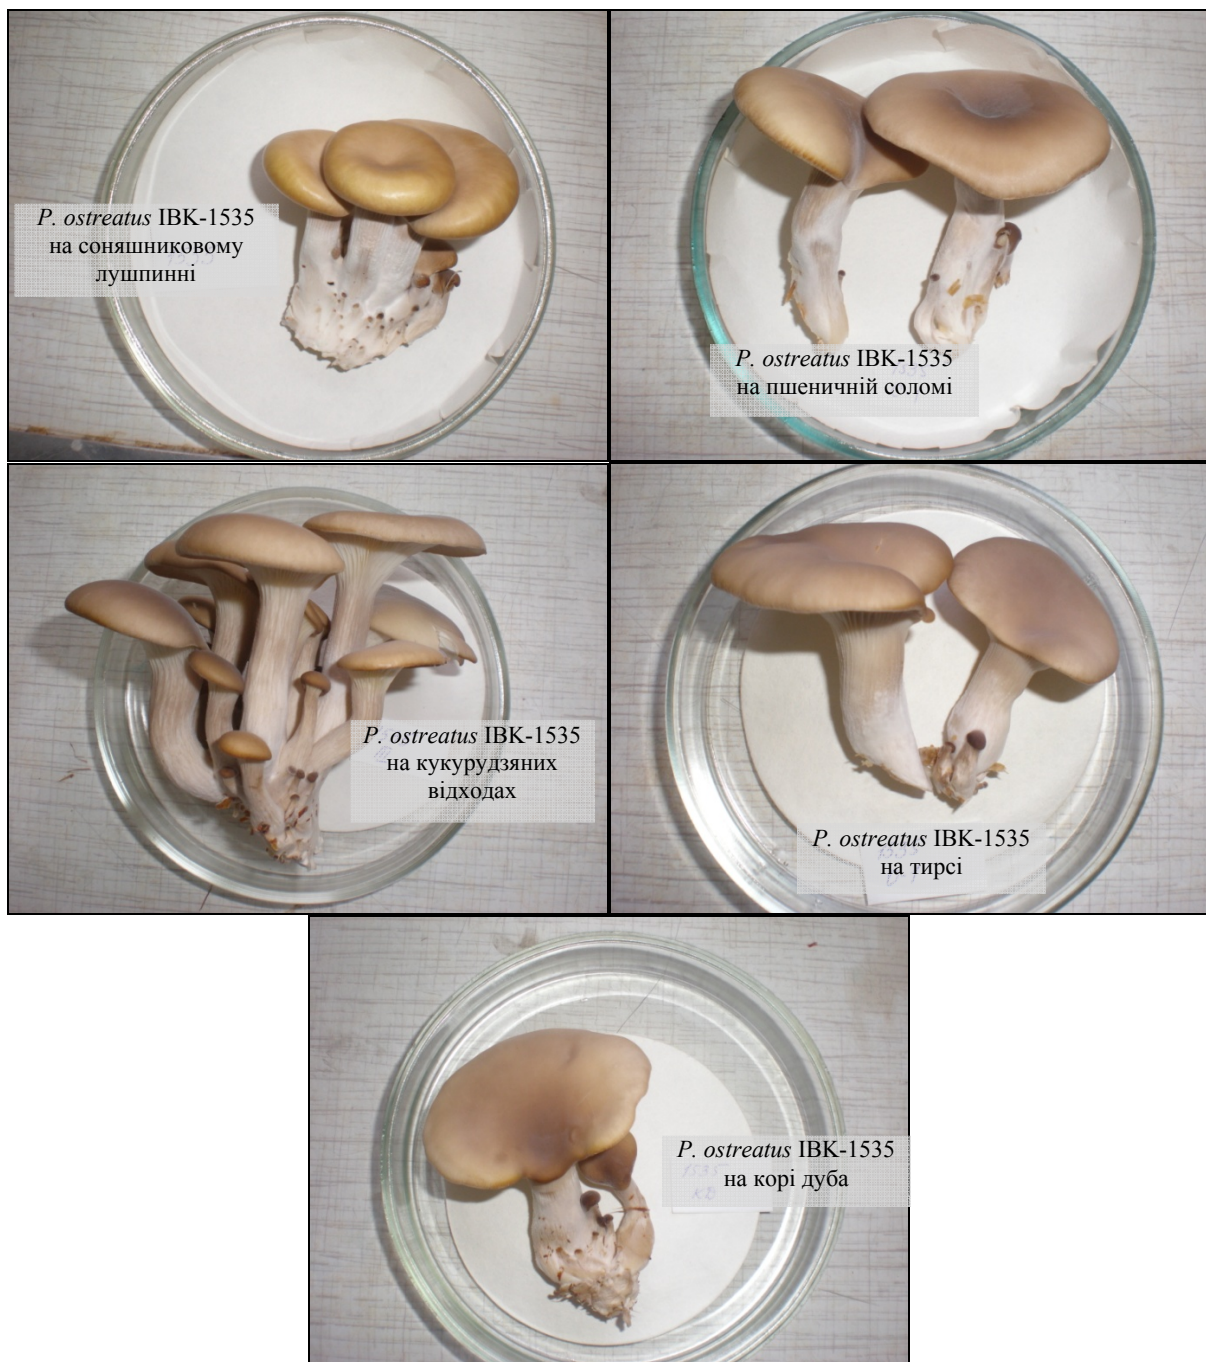 P. ostreatus IBK-1535
на соняшниковому
лушпинні
P. ostreatus IBK-1535
на пшеничній соломі
P. ostreatus IBK-1535
на кукурудзяних
відходах
P. ostreatus IBK-1535
на тирсі
P. ostreatus IBK-1535
на корі дуба